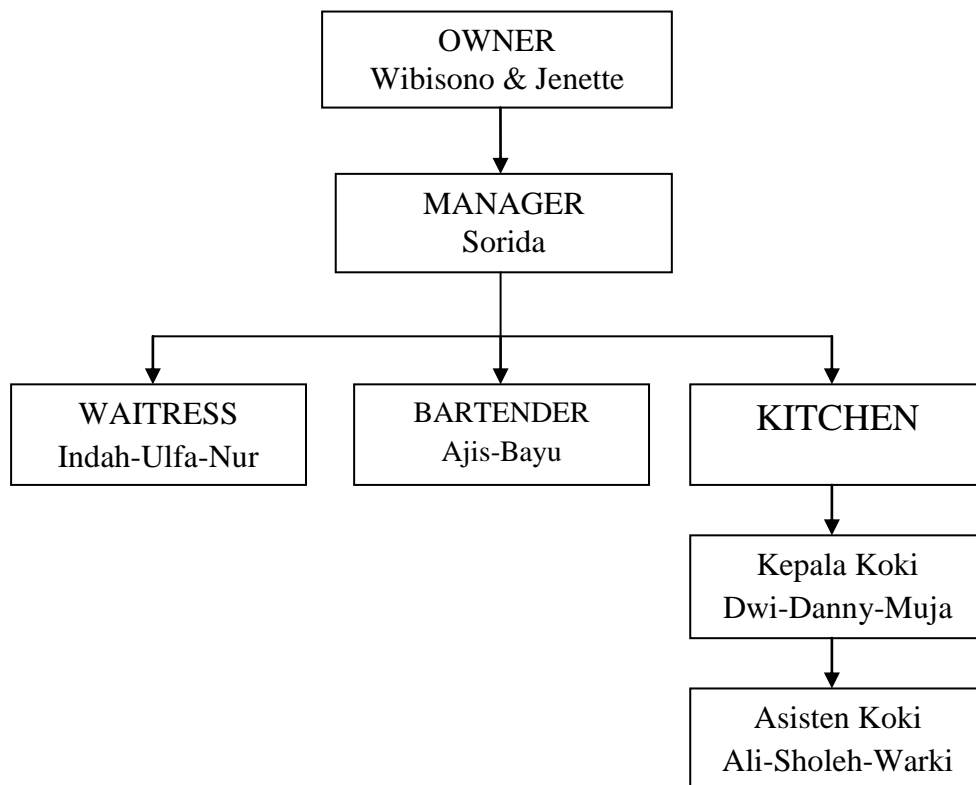 OWNER
Wibisono & Jenette
MANAGER
Sorida
WAITRESS
Indah-Ulfa-Nur
BARTENDER
Ajis-Bayu
KITCHEN
Kepala Koki
Dwi-Danny-Muja
Asisten Koki
Ali-Sholeh-Warki